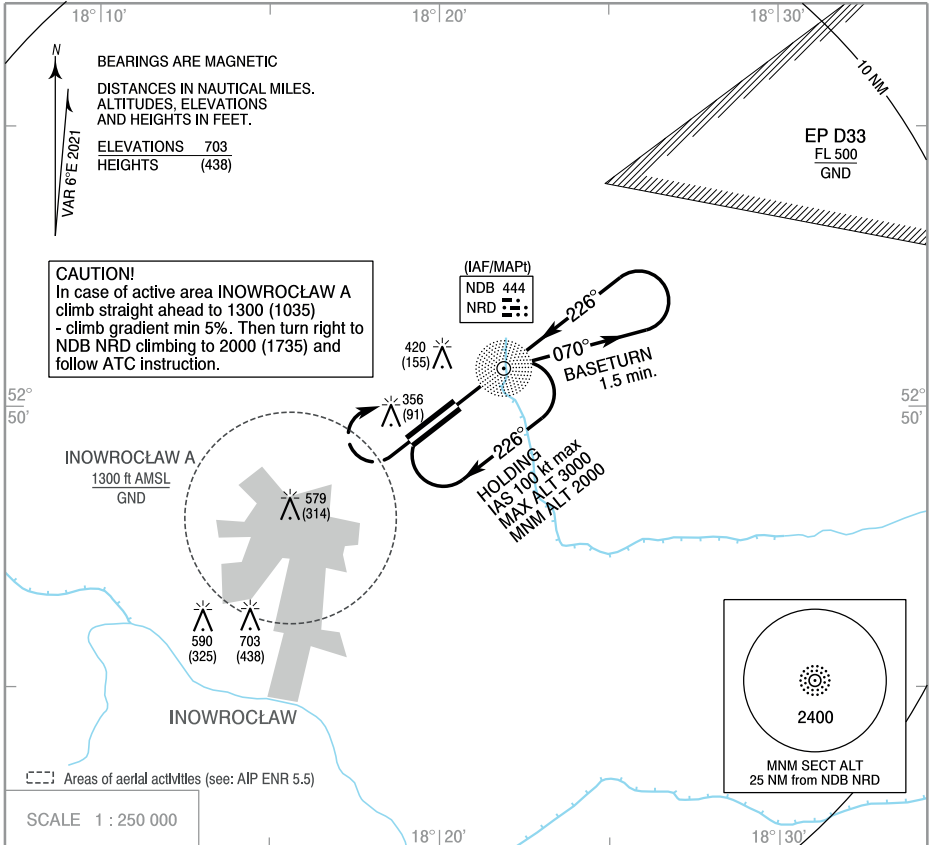 18° 10'
18° 20'
18° 30'
N
VAR 6°E 2021
BEARINGS ARE MAGNETIC
DISTANCES IN NAUTICAL MILES.
ALTITUDES, ELEVATIONS
AND HEIGHTS IN FEET.
ELEVATIONS 703
HEIGHTS (438)
10 NM
EP D33
FL 500
GND
CAUTION!
In case of active area INOWROCŁAW A
climb straight ahead to 1300 (1035)
- climb gradient min 5%. Then turn right to
NDB NRD climbing to 2000 (1735) and
follow ATC instruction.
(IAF/MAPt)
NDB 444
NRD
226°
070°
BASETURN
1.5 min.
420
(155)
356
(91)
52°
50'
52°
50'
226°
HOLDING
IAS 100 kt max
MAX ALT 3000
MNM ALT 2000
INOWROCŁAW A
1300 ft AMSL
GND
579
(314)
590
(325)
703
(438)
INOWROCŁAW
2400
MNM SECT ALT
25 NM from NDB NRD
Areas of aerial activities (see: AIP ENR 5.5)
SCALE 1 : 250 000
18° 20'
18° 30'